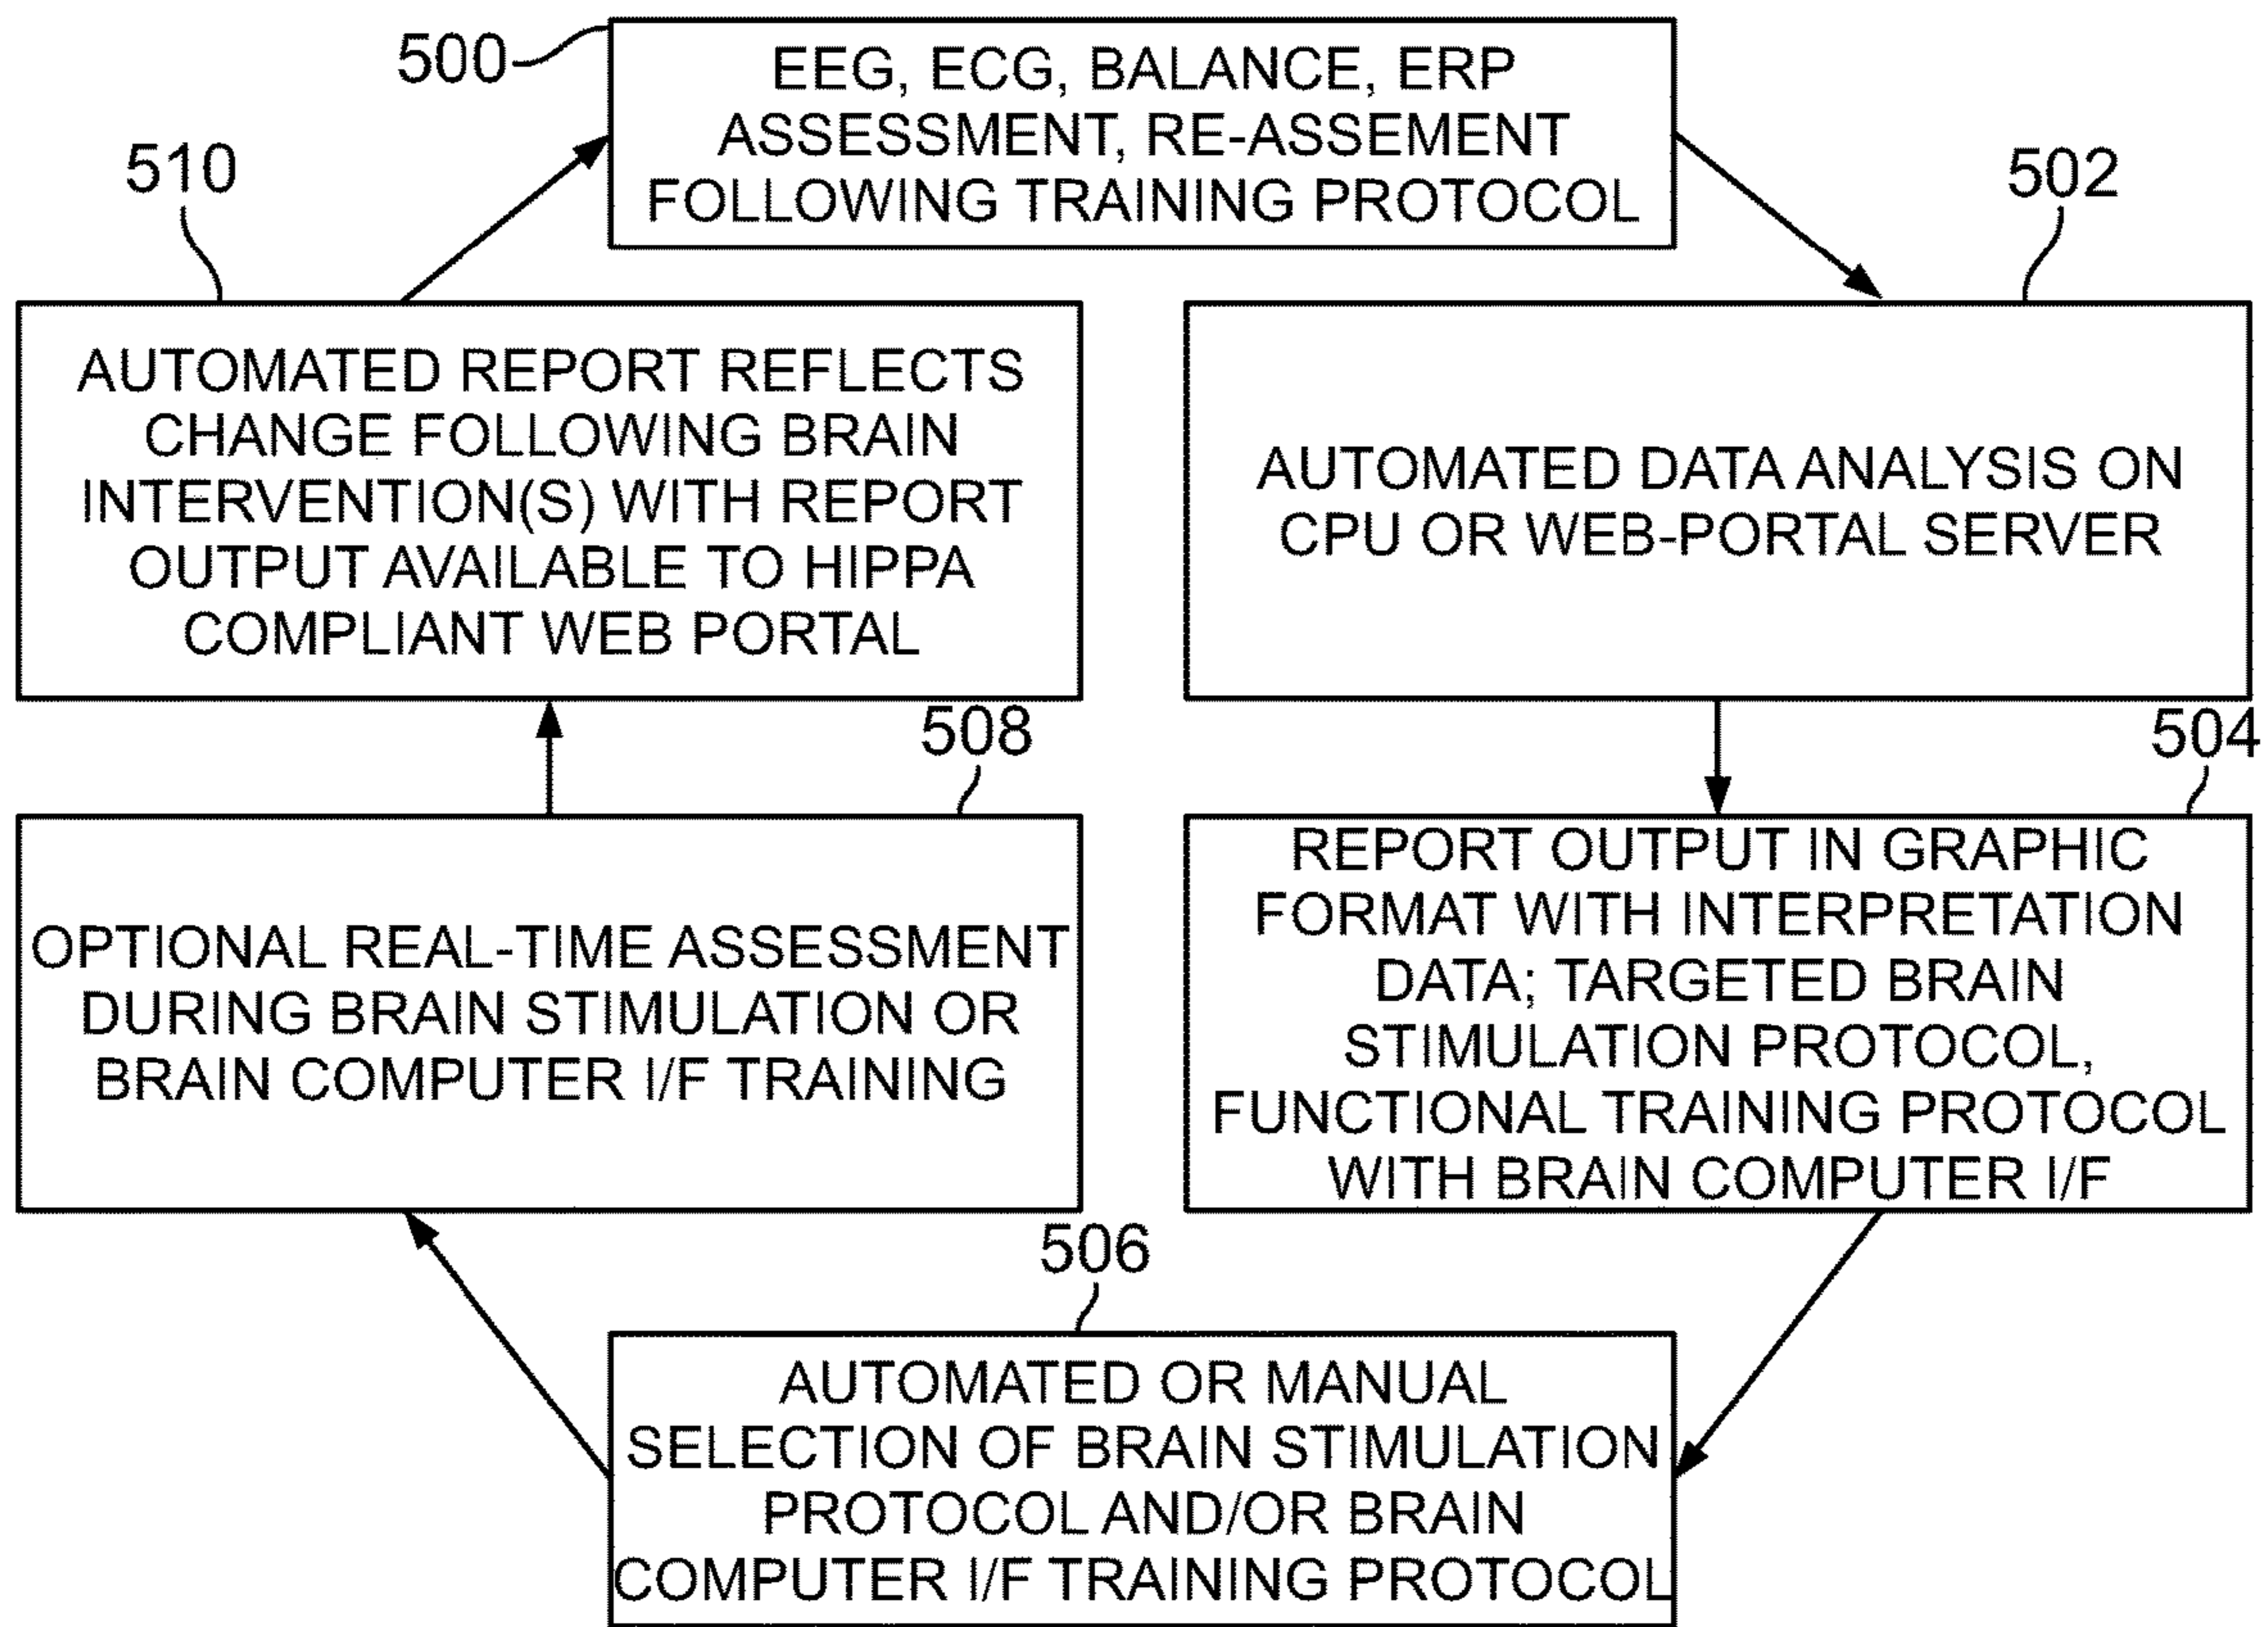 500
EEG, ECG, BALANCE, ERP
ASSESSMENT, RE-ASSEMENT
FOLLOWING TRAINING PROTOCOL
502
AUTOMATED DATA ANALYSIS ON
CPU OR WEB-PORTAL SERVER
504
REPORT OUTPUT IN GRAPHIC
FORMAT WITH INTERPRETATION
DATA; TARGETED BRAIN
STIMULATION PROTOCOL,
FUNCTIONAL TRAINING PROTOCOL
WITH BRAIN COMPUTER I/F
506
AUTOMATED OR MANUAL
SELECTION OF BRAIN STIMULATION
PROTOCOL AND/OR BRAIN
COMPUTER I/F TRAINING PROTOCOL
508
OPTIONAL REAL-TIME ASSESSMENT
DURING BRAIN STIMULATION OR
BRAIN COMPUTER I/F TRAINING
510
AUTOMATED REPORT REFLECTS
CHANGE FOLLOWING BRAIN
INTERVENTION(S) WITH REPORT
OUTPUT AVAILABLE TO HIPPA
COMPLIANT WEB PORTAL